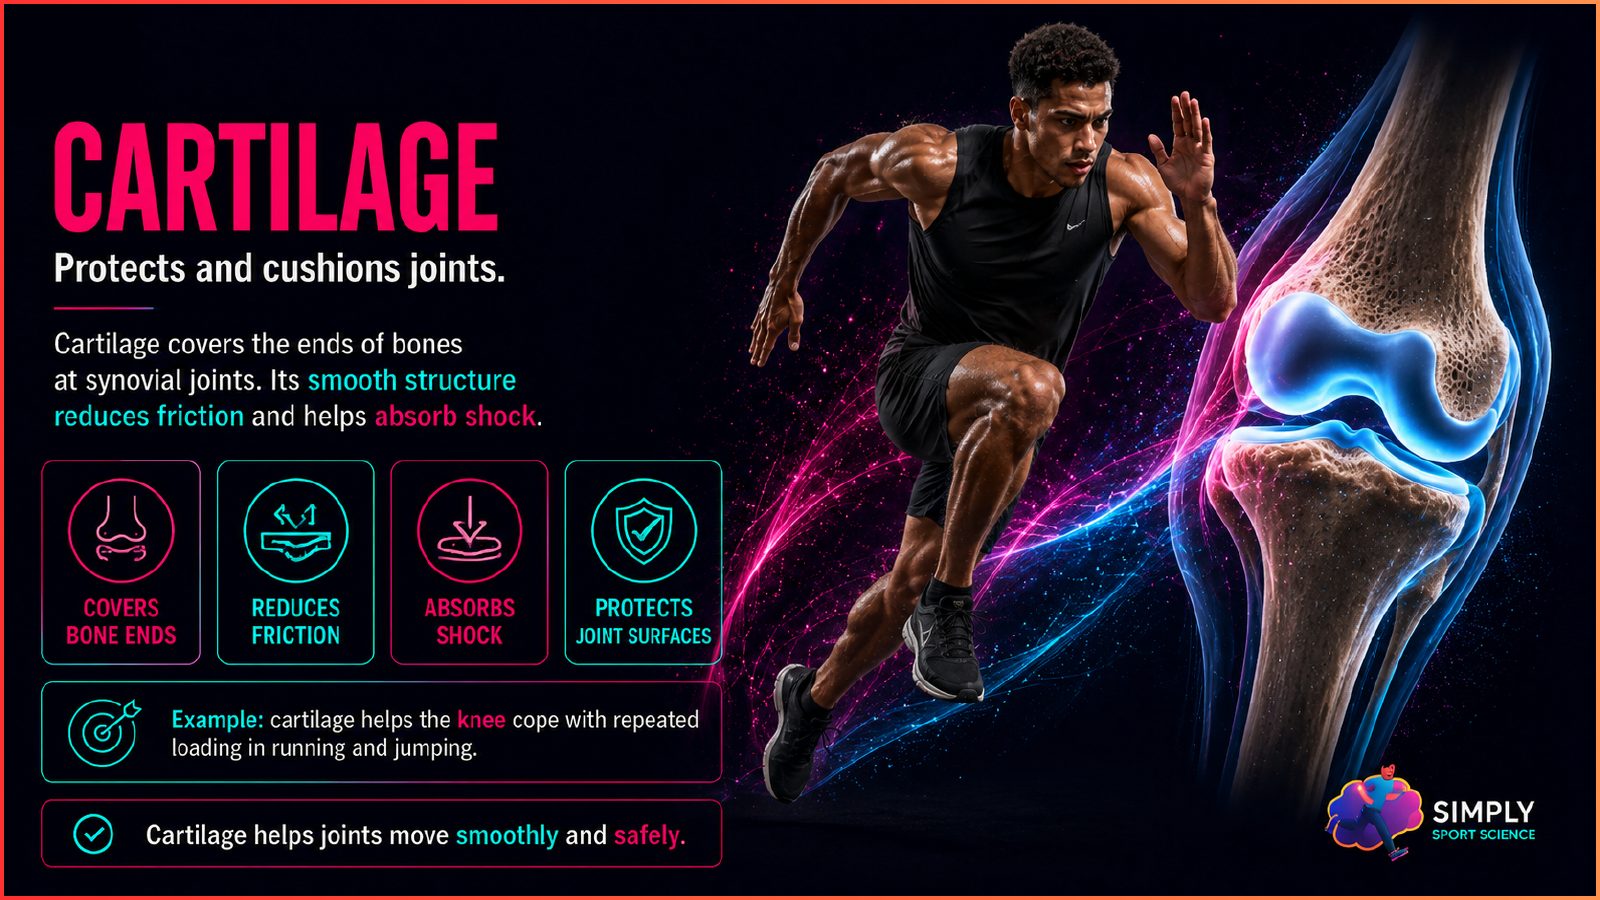 CARTILAGE
Protects and cushions joints.
Cartilage covers the ends of bones
at synovial joints. Its smooth structure
reduces friction and helps absorb shock.
COVERS
BONE ENDS
REDUCES
FRICTION
ABSORBS
SHOCK
PROTECTS
JOINT SURFACES
Example: cartilage helps the knee cope with repeated
loading in running and jumping.
Cartilage helps joints move smoothly and safely.
SIMPLY
SPORT SCIENCE